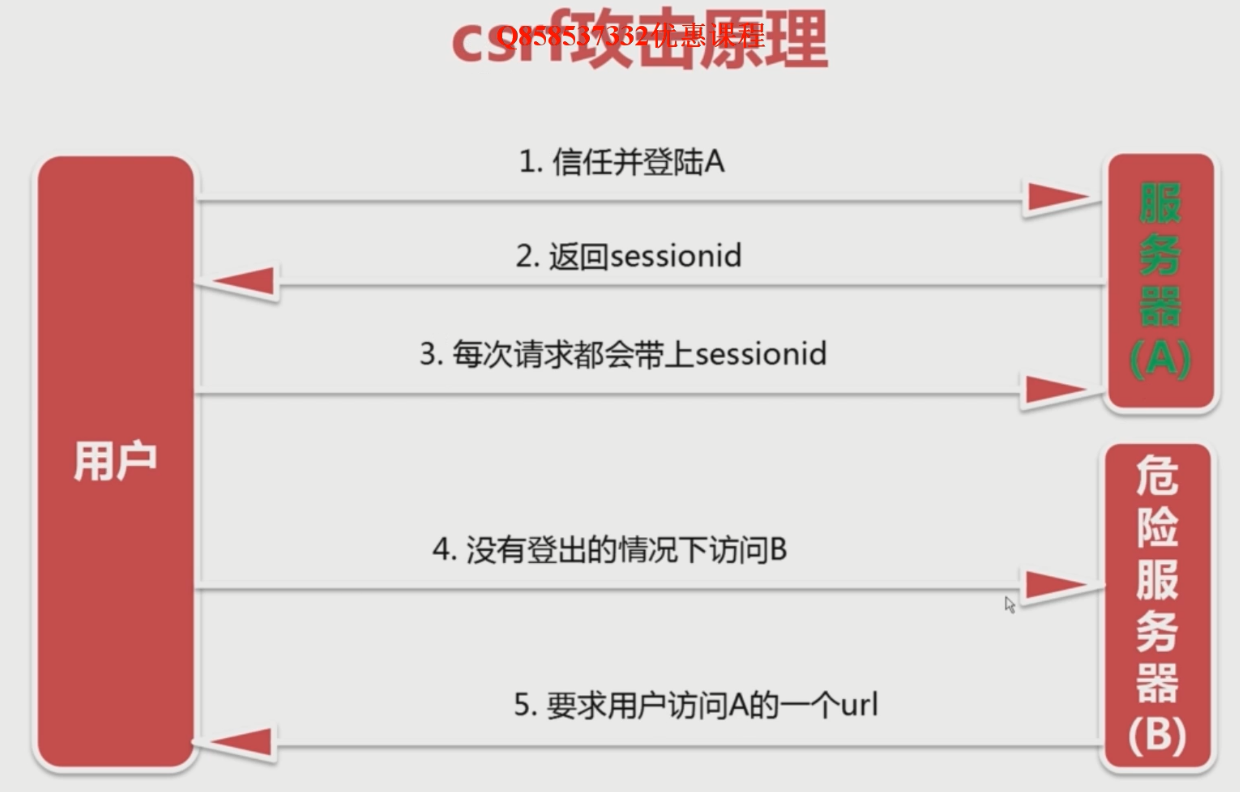 csrf攻击原理
Q858537332优惠课程
1. 信任并登陆A
2. 返回sessionid
3. 每次请求都会带上sessionid
4. 没有登出的情况下访问B
5. 要求用户访问A的一个url
用户
服务器(A)
危险服务器(B)